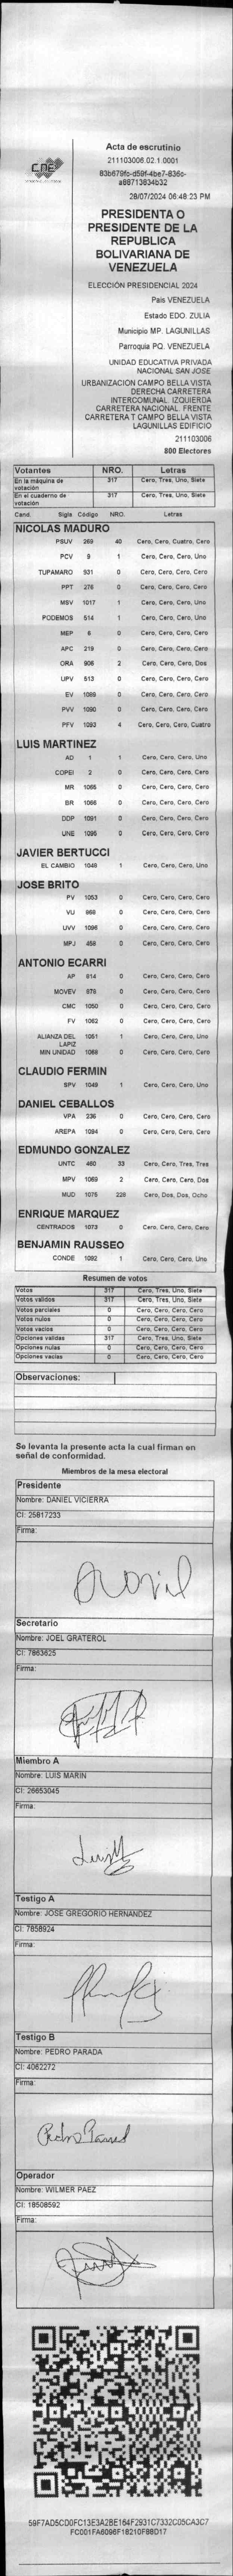 CNE
Acta de escrutinio
211103006.02.1.0001
28/07/2024 06:48:23 PM
PRESIDENTA O
PRESIDENTE DE LA
REPUBLICA
BOLIVARIANA DE
VENEZUELA
ELECCIÓN PRESIDENCIAL 2024
País VENEZUELA
Estado EDO. ZULIA
Municipio MP. LAGUNILLAS
Parroquia PQ. VENEZUELA
UNIDAD EDUCATIVA PRIVADA
NACIONAL SAN JOSE
URBANIZACION CAMPO BELLA VISTA
DERECHA CARRETERA
INTERCOMUNAL. IZQUIERDA
CARRETERA NACIONAL. FRENTE
CARRETERA T CAMPO BELLA VISTA
LAGUNILLAS EDIFICIO
211103006
800 Electores
Votantes NRO. Letras
En la máquina de votación 317 Cero, Tres, Uno, Siete
En el cuaderno de votación 317 Cero, Tres, Uno, Siete
Cand. Sigla Código NRO. Letras
NICOLAS MADURO
PSUV 269 40 Cero, Cero, Cuatro, Cero
PCV 9 1 Cero, Cero, Cero, Uno
TUPAMARO 931 0 Cero, Cero, Cero, Cero
PPT 276 0 Cero, Cero, Cero, Cero
MSV 1017 1 Cero, Cero, Cero, Uno
PODEMOS 514 1 Cero, Cero, Cero, Uno
MEP 6 0 Cero, Cero, Cero, Cero
APC 219 0 Cero, Cero, Cero, Cero
ORA 906 2 Cero, Cero, Cero, Dos
UPV 513 0 Cero, Cero, Cero, Cero
EV 1089 0 Cero, Cero, Cero, Cero
PVV 1090 0 Cero, Cero, Cero, Cero
PFV 1093 4 Cero, Cero, Cero, Cuatro
LUIS MARTINEZ
AD 1 1 Cero, Cero, Cero, Uno
COPEI 2 0 Cero, Cero, Cero, Cero
MR 1065 0 Cero, Cero, Cero, Cero
BR 1066 0 Cero, Cero, Cero, Cero
DDP 1091 0 Cero, Cero, Cero, Cero
UNE 1095 0 Cero, Cero, Cero, Cero
JAVIER BERTUCCI
EL CAMBIO 1048 1 Cero, Cero, Cero, Uno
JOSE BRITO
PV 1053 0 Cero, Cero, Cero, Cero
VU 968 0 Cero, Cero, Cero, Cero
UVV 1096 0 Cero, Cero, Cero, Cero
MPJ 458 0 Cero, Cero, Cero, Cero
ANTONIO ECARRI
AP 814 0 Cero, Cero, Cero, Cero
MOVEV 978 0 Cero, Cero, Cero, Cero
CMC 1050 0 Cero, Cero, Cero, Cero
FV 1062 0 Cero, Cero, Cero, Cero
ALIANZA DEL LAPIZ 1051 1 Cero, Cero, Cero, Uno
MIN UNIDAD 1068 0 Cero, Cero, Cero, Cero
CLAUDIO FERMIN
SPV 1049 1 Cero, Cero, Cero, Uno
DANIEL CEBALLOS
VPA 236 0 Cero, Cero, Cero, Cero
AREPA 1094 0 Cero, Cero, Cero, Cero
EDMUNDO GONZALEZ
UNTC 460 33 Cero, Cero, Tres, Tres
MPV 1069 2 Cero, Cero, Cero, Dos
MUD 1075 228 Cero, Dos, Dos, Ocho
ENRIQUE MARQUEZ
CENTRADOS 1073 0 Cero, Cero, Cero, Cero
BENJAMIN RAUSSEO
CONDE 1092 1 Cero, Cero, Cero, Uno
Resumen de votos
Votos 317 Cero, Tres, Uno, Siete
Votos validos 317 Cero, Tres, Uno, Siete
Votos parciales 0 Cero, Cero, Cero, Cero
Votos nulos 0 Cero, Cero, Cero, Cero
Votos vacios 0 Cero, Cero, Cero, Cero
Opciones validas 317 Cero, Tres, Uno, Siete
Opciones nulas 0 Cero, Cero, Cero, Cero
Opciones vacias 0 Cero, Cero, Cero, Cero
Observaciones:
Se levanta la presente acta la cual firman en
señal de conformidad.
Miembros de la mesa electoral
Presidente
Nombre: DANIEL VICIERRA
CI: 25817233
Firma:
Secretario
Nombre: JOEL GRATEROL
CI: 7863625
Firma:
Miembro A
Nombre: LUIS MARIN
CI: 26653045
Firma:
Testigo A
Nombre: JOSE GREGORIO HERNANDEZ
CI: 7858924
Firma:
Testigo B
Nombre: PEDRO PARADA
CI: 4062272
Firma:
Pedro Parad
Operador
Nombre: WILMER PAEZ
CI: 18508592
Firma: